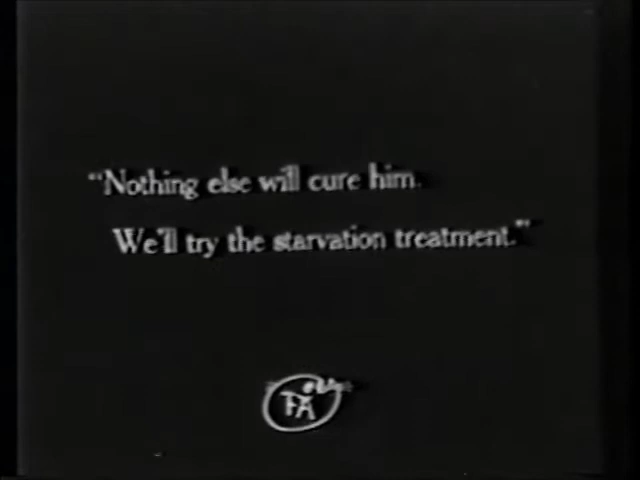 “Nothing else will cure him.
We'll try the starvation treatment.”
FA